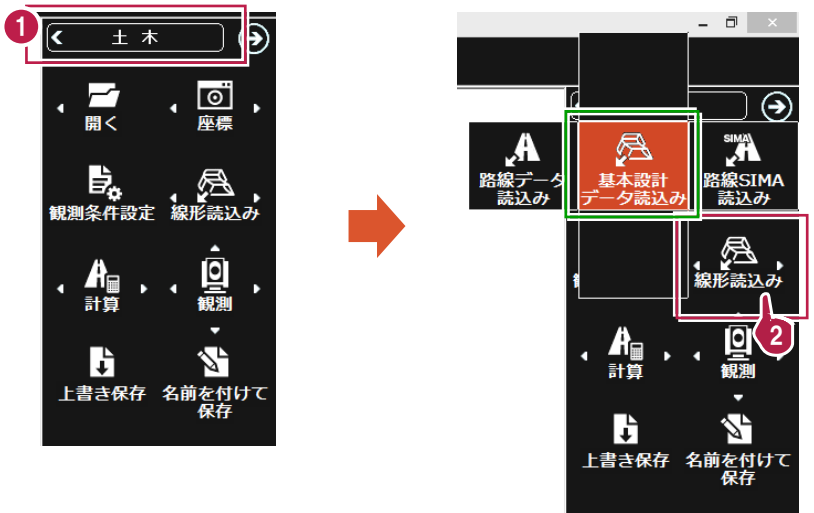 1
土木
開く
座標
観測条件設定
線形読込み
計算
観測
上書き保存
名前を付けて
保存
路線データ
読込み
基本設計
データ読込み
SIMA
路線SIMA
読込み
線形読込み
2
計算
観測
上書き保存
名前を付けて
保存